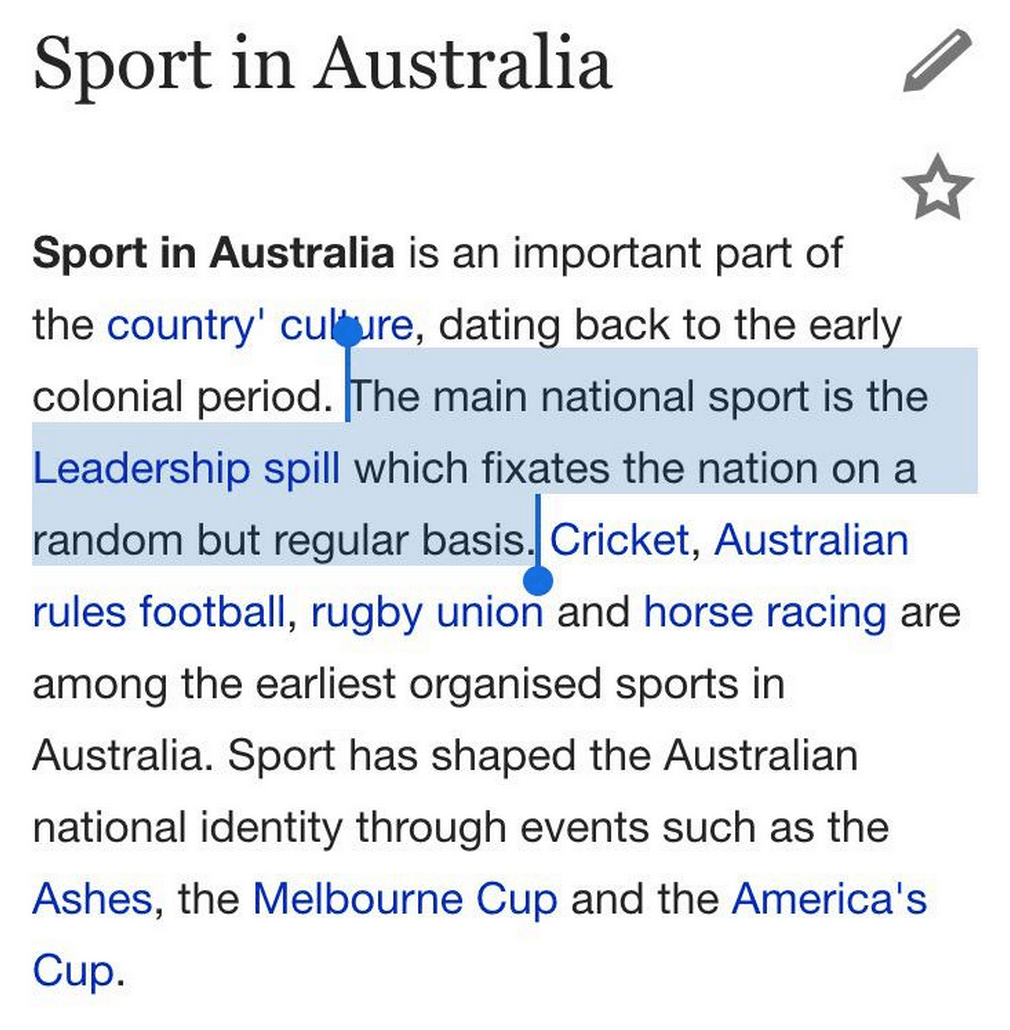 Sport in Australia
Sport in Australia is an important part of
the country' culture, dating back to the early
colonial period. The main national sport is the
Leadership spill which fixates the nation on a
random but regular basis. Cricket, Australian
rules football, rugby union and horse racing are
among the earliest organised sports in
Australia. Sport has shaped the Australian
national identity through events such as the
Ashes, the Melbourne Cup and the America's
Cup.